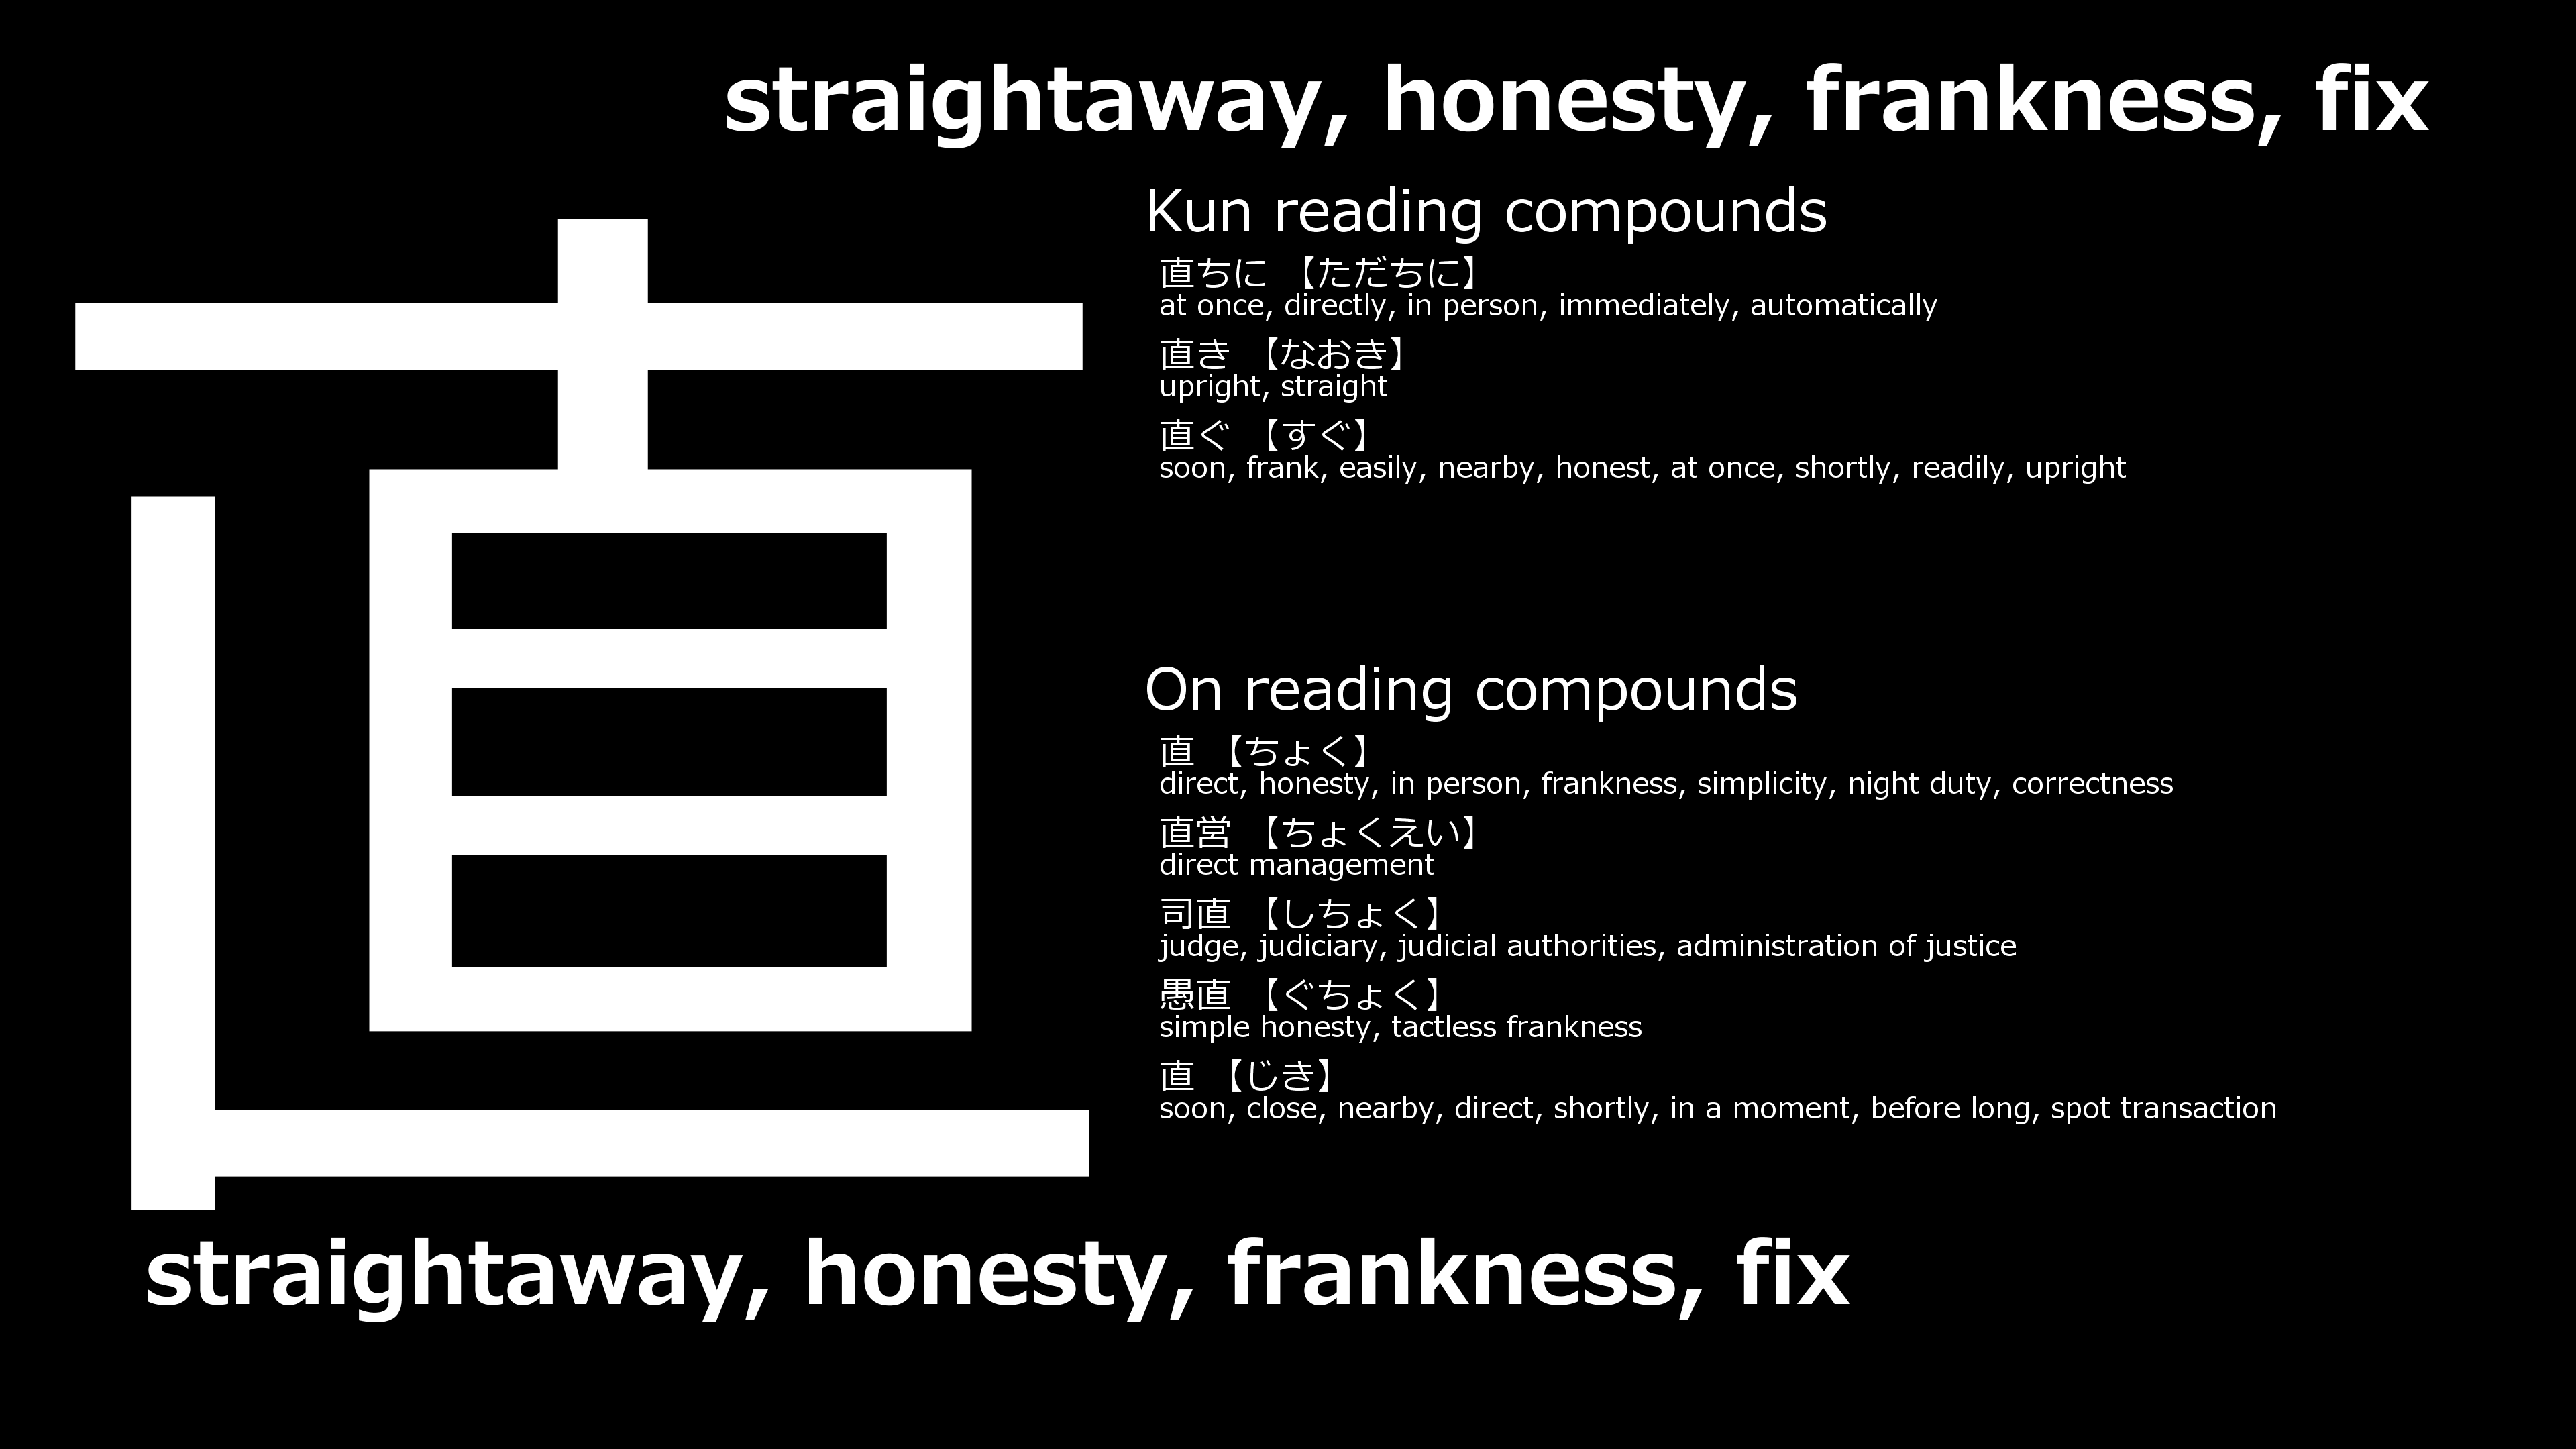 straightaway, honesty, frankness, fix
直
Kun reading compounds
直ちに 【ただちに】
at once, directly, in person, immediately, automatically
直き 【なおき】
upright, straight
直ぐ 【すぐ】
soon, frank, easily, nearby, honest, at once, shortly, readily, upright
On reading compounds
直 【ちょく】
direct, honesty, in person, frankness, simplicity, night duty, correctness
直営 【ちょくえい】
direct management
司直 【しちょく】
judge, judiciary, judicial authorities, administration of justice
愚直 【ぐちょく】
simple honesty, tactless frankness
直 【じき】
soon, close, nearby, direct, shortly, in a moment, before long, spot transaction
straightaway, honesty, frankness, fix